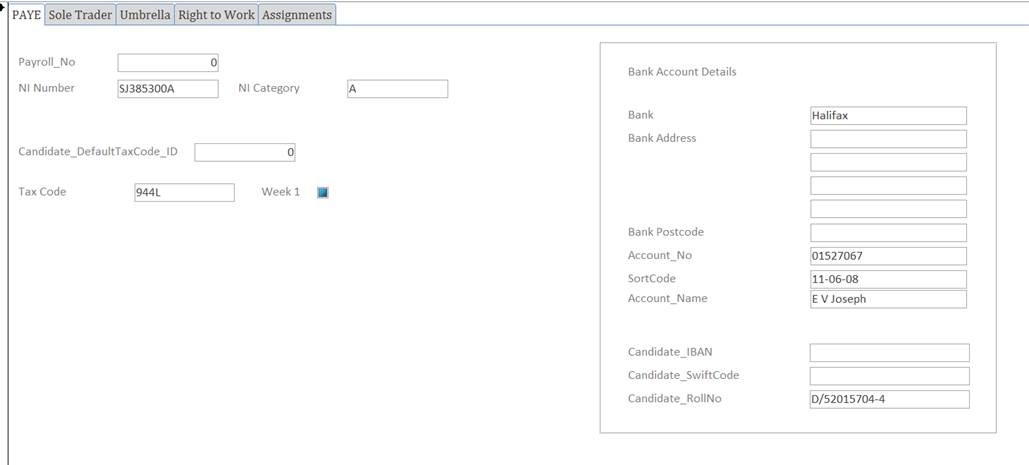 PAYE Sole Trader Umbrella Right to Work Assignments
Payroll_No 0
NI Number SJ385300A NI Category A
Candidate_DefaultTaxCode_ID 0
Tax Code 944L Week 1
Bank Account Details
Bank Halifax
Bank Address
Bank Postcode
Account_No 01527067
SortCode 11-06-08
Account_Name E V Joseph
Candidate_IBAN
Candidate_SwiftCode
Candidate_RollNo D/52015704-4